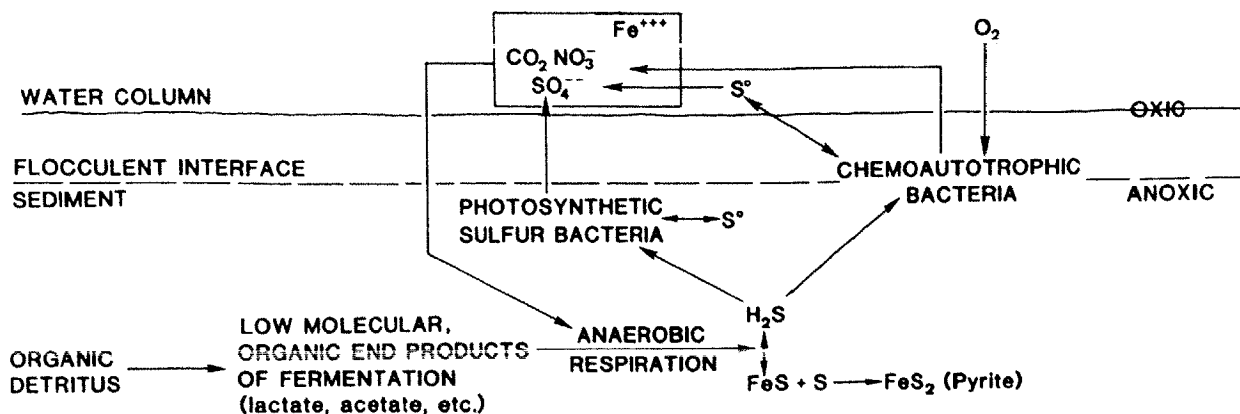 Fe+++
O₂
CO₂ NO₃⁻
SO₄⁻⁻
S°
WATER COLUMN
OXIC
FLOCCULENT INTERFACE
CHEMOAUTOTROPHIC
BACTERIA
SEDIMENT
ANOXIC
PHOTOSYNTHETIC
SULFUR BACTERIA
S°
H₂S
LOW MOLECULAR,
ORGANIC END PRODUCTS
OF FERMENTATION
(lactate, acetate, etc.)
ANAEROBIC
RESPIRATION
ORGANIC
DETRITUS
FeS + S
FeS₂ (Pyrite)